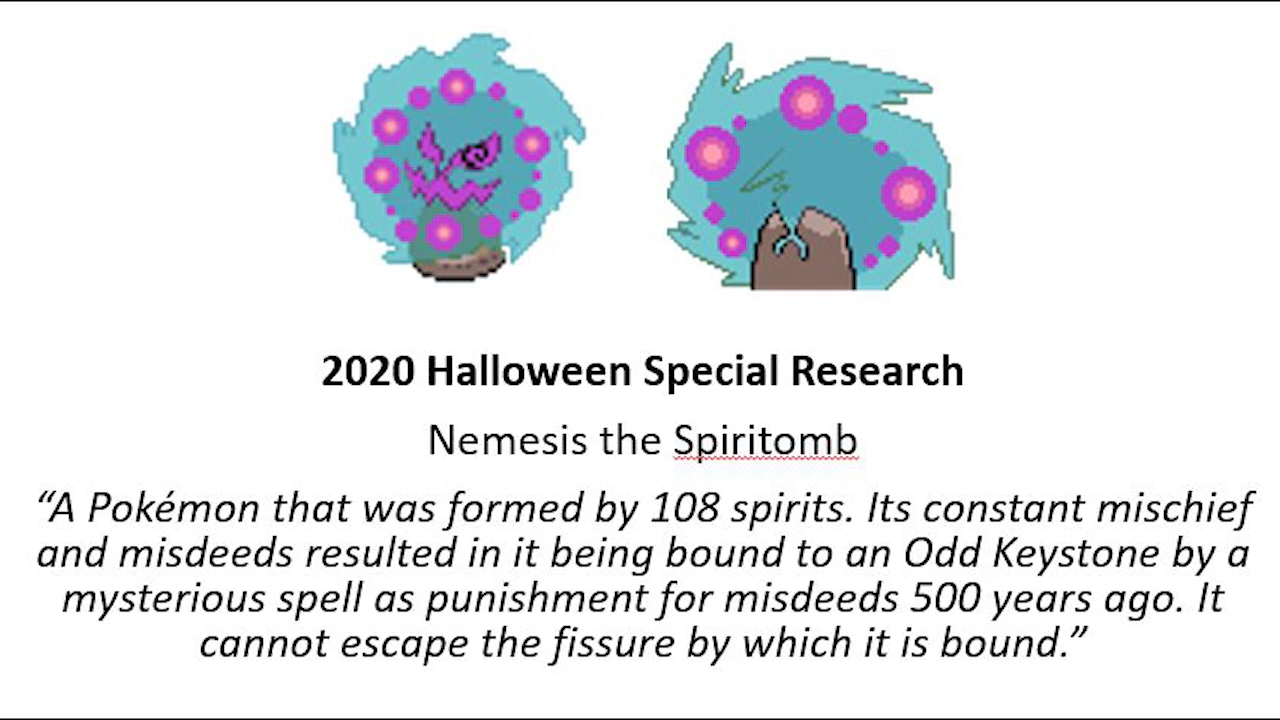 2020 Halloween Special Research
Nemesis the Spiritomb
“A Pokémon that was formed by 108 spirits. Its constant mischief
and misdeeds resulted in it being bound to an Odd Keystone by a
mysterious spell as punishment for misdeeds 500 years ago. It
cannot escape the fissure by which it is bound.”